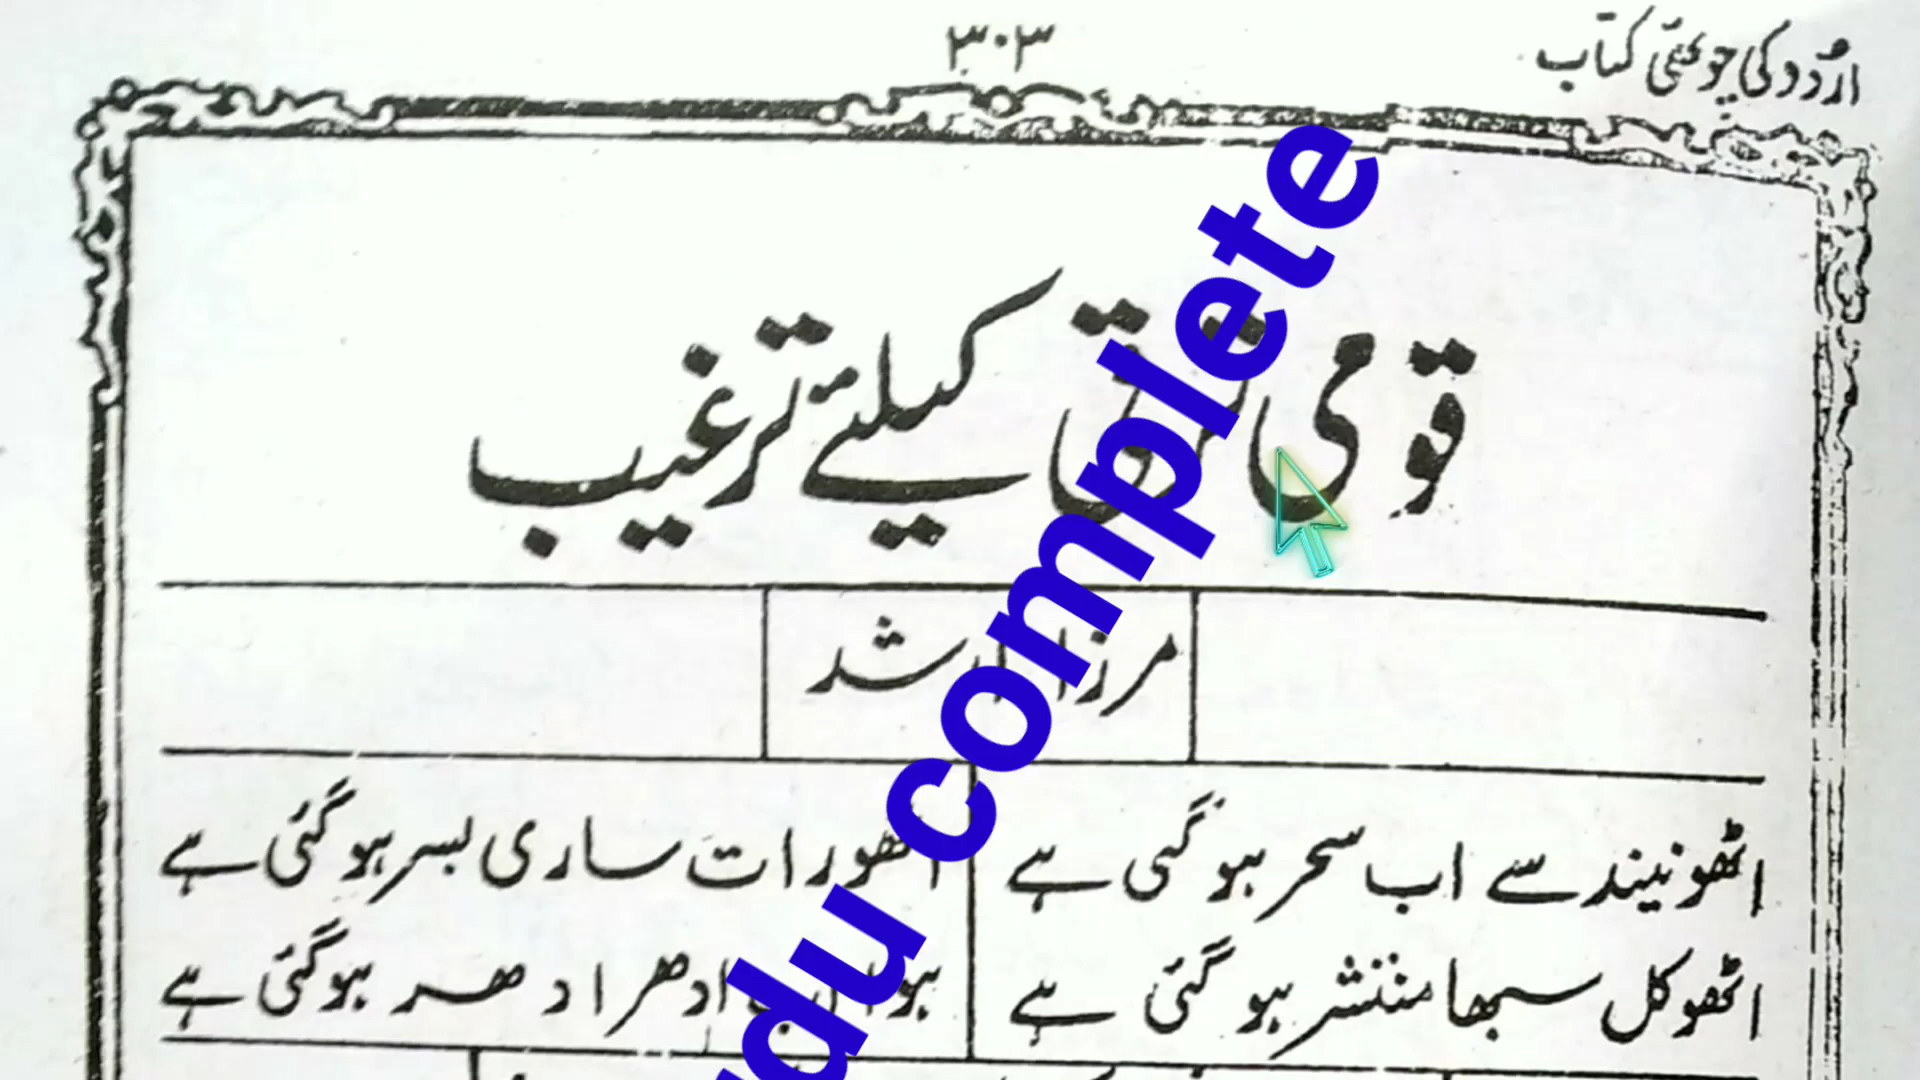 اردو کی چوتھی کتاب
۳۰۳
قومی ترقی کیلئے ترغیب
مرزا ارشد
اٹھو نیند سے اب سحر ہو گئی ہے
اٹھو رات ساری بسر ہو گئی ہے
اٹھو کل سبھا منتشر ہو گئی ہے
ہوا اب ادھر ادھر ہو گئی ہے
du complete